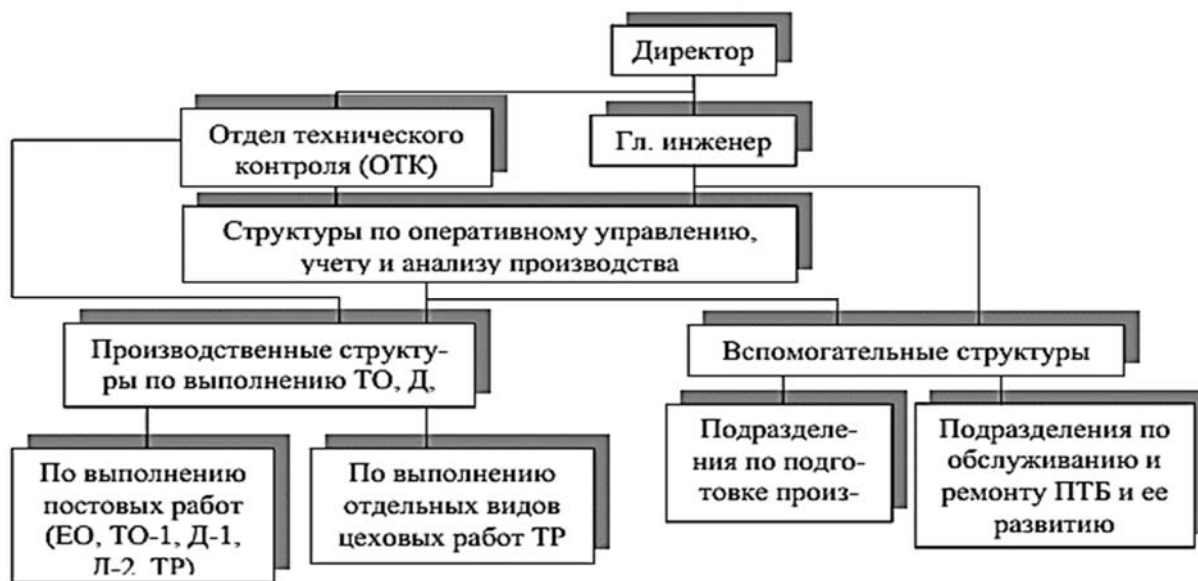 Директор
Отдел технического
контроля (ОТК)
Гл. инженер
Структуры по оперативному управлению,
учету и анализу производства
Производственные структу-
ры по выполнению ТО, Д,
Вспомогательные структуры
По выполнению
постовых работ
(ЕО, ТО-1, Д-1,
Д-2, ТР)
По выполнению
отдельных видов
цеховых работ ТР
Подразделе-
ния по подго-
товке произ-
Подразделения по
обслуживанию и
ремонту ПТБ и ее
развитию